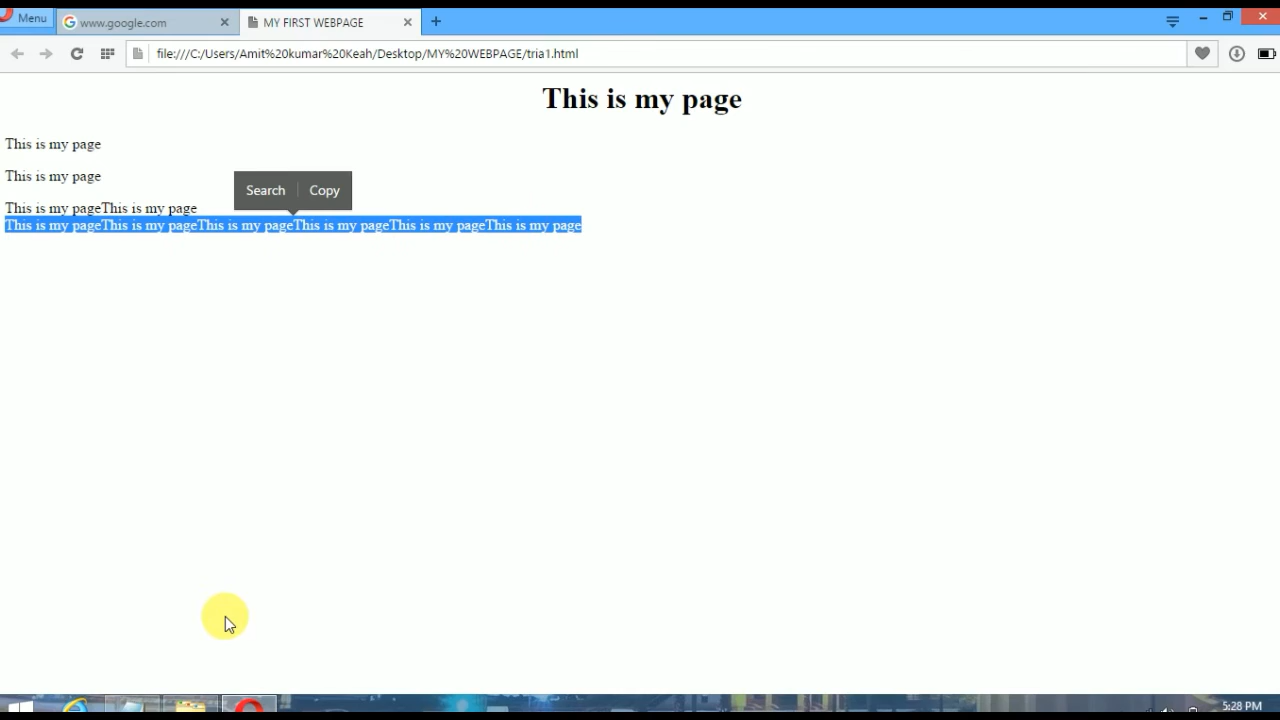 Menu
www.google.com
MY FIRST WEBPAGE
file:///C:/Users/Amit%20kumar%20Keah/Desktop/MY%20WEBPAGE/tria1.html
This is my page
This is my page
This is my page
Search Copy
This is my pageThis is my page
This is my pageThis is my pageThis is my pageThis is my pageThis is my pageThis is my page
5:28 PM